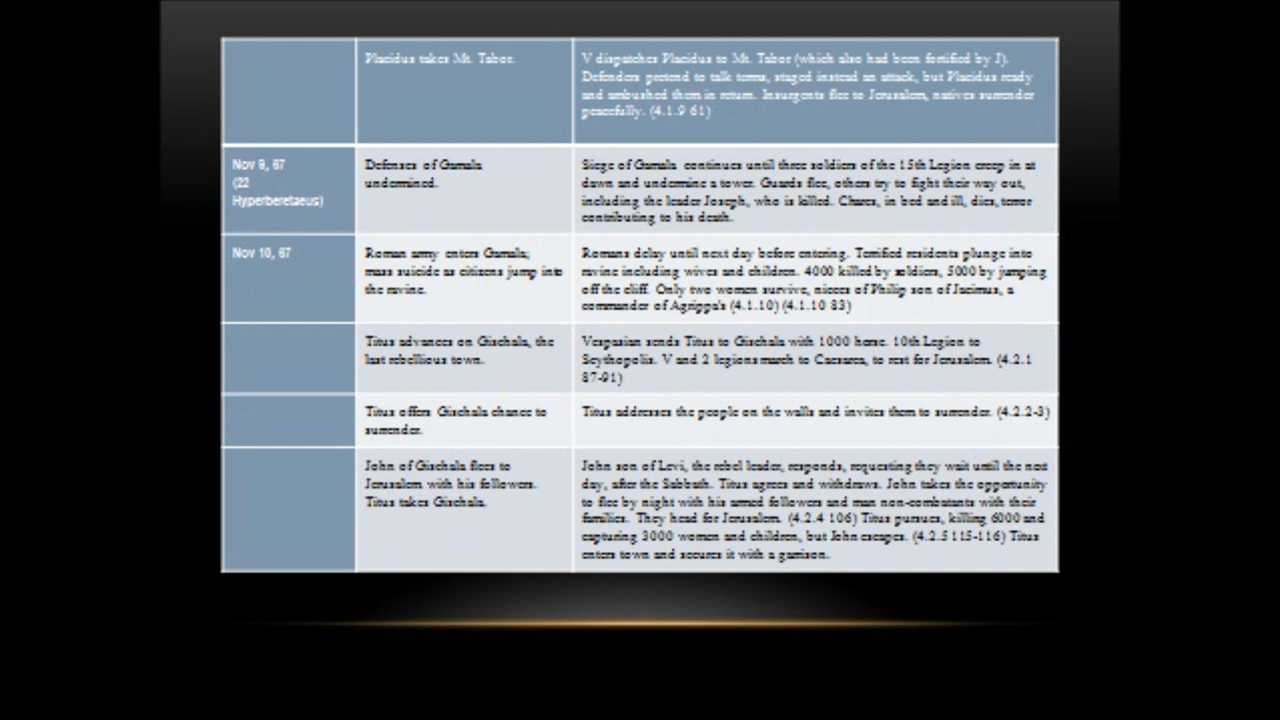 Placidus takes Mt. Tabor.
V dispatches Placidus to Mt. Tabor (which also had been fortified by J).
Defenders pretend to talk terms, staged instead an attack, but Placidus ready
and ambushed them in return. Insurgents flee to Jerusalem, natives surrender
peacefully. (4.1.9 61)
Nov 9, 67
(22
Hyperberetaeus)
Defenses of Gamala
undermined.
Siege of Gamala continues until three soldiers of the 15th Legion creep in at
dawn and undermine a tower. Guards flee, others try to fight their way out,
including the leader Joseph, who is killed. Chares, in bed and ill, dies, terror
contributing to his death.
Nov 10, 67
Roman army enters Gamala;
mass suicide as citizens jump into
the ravine.
Romans delay until next day before entering. Terrified residents plunge into
ravine including wives and children. 4000 killed by soldiers, 5000 by jumping
off the cliff. Only two women survive, nieces of Philip son of Jacimus, a
commander of Agrippa's (4.1.10) (4.1.10 83)
Titus advances on Gischala, the
last rebellious town.
Vespasian sends Titus to Gischala with 1000 horse. 10th Legion to
Scythopolis. V and 2 legions march to Caesarea, to rest for Jerusalem. (4.2.1
87-91)
Titus offers Gischala chance to
surrender.
Titus addresses the people on the walls and invites them to surrender. (4.2.2-3)
John of Gischala flees to
Jerusalem with his followers.
Titus takes Gischala.
John son of Levi, the rebel leader, responds, requesting they wait until the next
day, after the Sabbath. Titus agrees and withdraws. John takes the opportunity
to flee by night with his armed followers and man non-combatants with their
families. They head for Jerusalem. (4.2.4 106) Titus pursues, killing 6000 and
capturing 3000 women and children, but John escapes. (4.2.5 115-116) Titus
enters town and secures it with a garrison.